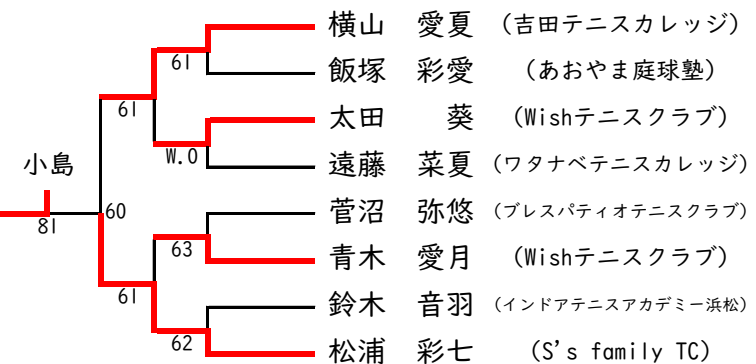 横山 愛夏 (吉田テニスカレッジ)
61
飯塚 彩愛 (あおやま庭球塾)
61
太田 葵 (Wishテニスクラブ)
W.O
遠藤 菜夏 (ワタナベテニスカレッジ)
小島
81
60
菅沼 弥悠 (ブレスパティオテニスクラブ)
63
青木 愛月 (Wishテニスクラブ)
61
鈴木 音羽 (インドアテニスアカデミー浜松)
62
松浦 彩七 (S's family TC)